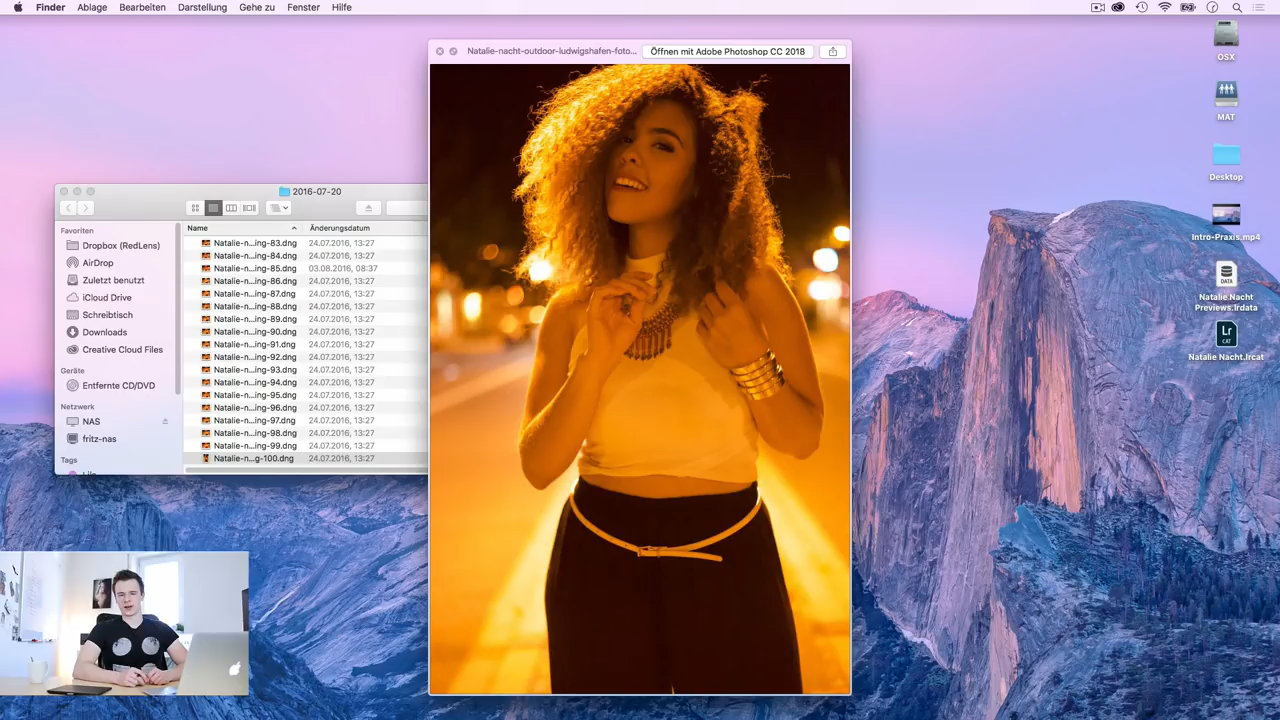 Finder Ablage Bearbeiten Darstellung Gehe zu Fenster Hilfe
Natalie-nacht-outdoor-ludwigshafen-foto... Öffnen mit Adobe Photoshop CC 2018
OSX
MAT
Desktop
Intro-Praxis.mp4
DATA
Natalie Nacht
Previews.lrdata
Lr
CAT
Natalie Nacht.lrcat
2016-07-20
Favoriten
Dropbox (RedLens)
AirDrop
Zuletzt benutzt
iCloud Drive
Schreibtisch
Downloads
Creative Cloud Files
Geräte
Entfernte CD/DVD
Netzwerk
NAS
fritz-nas
Tags
Name Änderungsdatum
Natalie-n...ing-83.dng 24.07.2016, 13:27
Natalie-n...ing-84.dng 24.07.2016, 13:27
Natalie-n...ing-85.dng 03.08.2016, 08:37
Natalie-n...ing-86.dng 24.07.2016, 13:27
Natalie-n...ing-87.dng 24.07.2016, 13:27
Natalie-n...ing-88.dng 24.07.2016, 13:27
Natalie-n...ing-89.dng 24.07.2016, 13:27
Natalie-n...ing-90.dng 24.07.2016, 13:27
Natalie-n...ing-91.dng 24.07.2016, 13:27
Natalie-n...ing-92.dng 24.07.2016, 13:27
Natalie-n...ing-93.dng 24.07.2016, 13:27
Natalie-n...ing-94.dng 24.07.2016, 13:27
Natalie-n...ing-95.dng 24.07.2016, 13:27
Natalie-n...ing-96.dng 24.07.2016, 13:27
Natalie-n...ing-97.dng 24.07.2016, 13:27
Natalie-n...ing-98.dng 24.07.2016, 13:27
Natalie-n...ing-99.dng 24.07.2016, 13:27
Natalie-n...g-100.dng 24.07.2016, 13:27